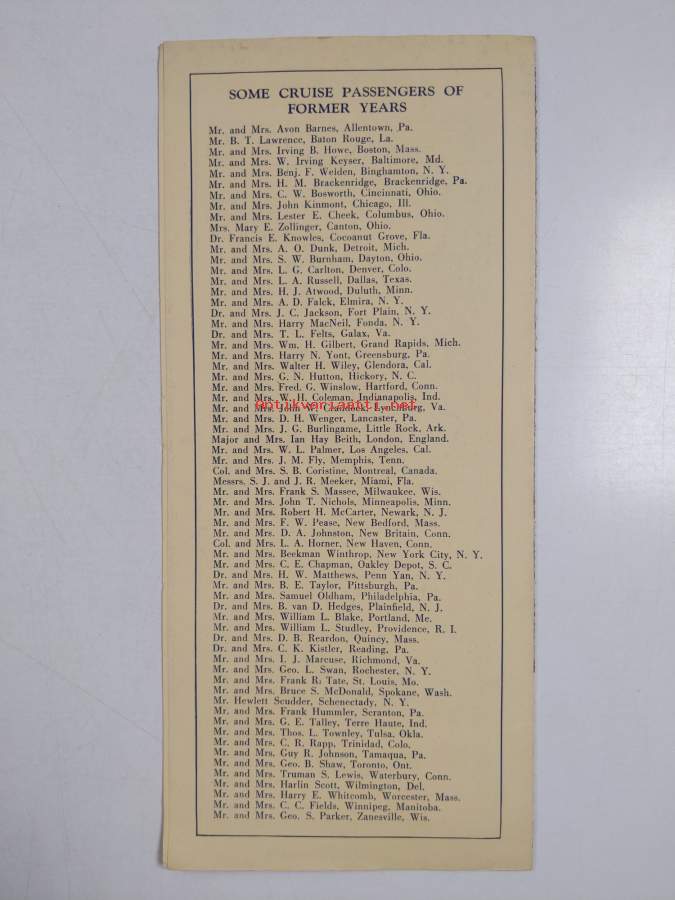 SOME CRUISE PASSENGERS OF
FORMER YEARS
Mr. and Mrs. Avon Barnes, Allentown, Pa.
Mr. B. T. Lawrence, Baton Rouge, La.
Mr. and Mrs. Irving B. Howe, Boston, Mass.
Mr. and Mrs. W. Irving Keyser, Baltimore, Md.
Mr. and Mrs. Benj. F. Welden, Binghamton, N. Y.
Mr. and Mrs. H. M. Brackenridge, Brackenridge, Pa.
Mr. and Mrs. C. W. Bosworth, Cincinnati, Ohio.
Mr. and Mrs. John Kinmont, Chicago, Ill.
Mr. and Mrs. Lester E. Cheek, Columbus, Ohio.
Mrs. Mary E. Zollinger, Canton, Ohio.
Dr. Francis E. Knowles, Cocoanut Grove, Fla.
Mr. and Mrs. A. O. Dunk, Detroit, Mich.
Mr. and Mrs. S. W. Burnham, Dayton, Ohio.
Mr. and Mrs. L. G. Carlton, Denver, Colo.
Mr. and Mrs. L. A. Russell, Dallas, Texas.
Mr. and Mrs. H. J. Atwood, Duluth, Minn.
Mr. and Mrs. A. D. Falck, Elmira, N. Y.
Dr. and Mrs. J. C. Jackson, Fort Plain, N. Y.
Mr. and Mrs. Harry MacNeil, Fonda, N. Y.
Dr. and Mrs. T. L. Felts, Galax, Va.
Mr. and Mrs. Wm. H. Gilbert, Grand Rapids, Mich.
Mr. and Mrs. Harry N. Yont, Greensburg, Pa.
Mr. and Mrs. Walter H. Wiley, Glendora, Cal.
Mr. and Mrs. G. N. Hutton, Hickory, N. C.
Mr. and Mrs. Fred. G. Winslow, Hartford, Conn.
Mr. and Mrs. W. H. Coleman, Indianapolis, Ind.
Mr. and Mrs. John W. Craddock, Lynchburg, Va.
antikvariaatti.net
Mr. and Mrs. D. H. Wenger, Lancaster, Pa.
Mr. and Mrs. J. G. Burlingame, Little Rock, Ark.
Major and Mrs. Ian Hay Beith, London, England.
Mr. and Mrs. W. L. Palmer, Los Angeles, Cal.
Mr. and Mrs. J. M. Fly, Memphis, Tenn.
Col. and Mrs. S. B. Coristine, Montreal, Canada.
Messrs. S. J. and J. R. Meeker, Miami, Fla.
Mr. and Mrs. Frank S. Massee, Milwaukee, Wis.
Mr. and Mrs. John T. Nichols, Minneapolis, Minn.
Mr. and Mrs. Robert H. McCarter, Newark, N. J.
Mr. and Mrs. F. W. Pease, New Bedford, Mass.
Mr. and Mrs. D. A. Johnston, New Britain, Conn.
Col. and Mrs. L. A. Horner, New Haven, Conn.
Mr. and Mrs. Beekman Winthrop, New York City, N. Y.
Mr. and Mrs. C. E. Chapman, Oakley Depot, S. C.
Dr. and Mrs. H. W. Matthews, Penn Yan, N. Y.
Mr. and Mrs. B. E. Taylor, Pittsburgh, Pa.
Mr. and Mrs. Samuel Oldham, Philadelphia, Pa.
Dr. and Mrs. B. van D. Hedges, Plainfield, N. J.
Mr. and Mrs. William L. Blake, Portland, Me.
Mr. and Mrs. William L. Studley, Providence, R. I.
Dr. and Mrs. D. B. Reardon, Quincy, Mass.
Dr. and Mrs. C. K. Kistler, Reading, Pa.
Mr. and Mrs. I. J. Marcuse, Richmond, Va.
Mr. and Mrs. Geo. L. Swan, Rochester, N. Y.
Mr. and Mrs. Frank R. Tate, St. Louis, Mo.
Mr. and Mrs. Bruce S. McDonald, Spokane, Wash.
Mr. Hewlett Scudder, Schenectady, N. Y.
Mr. and Mrs. Frank Hummler, Scranton, Pa.
Mr. and Mrs. G. E. Talley, Terre Haute, Ind.
Mr. and Mrs. Thos. L. Townley, Tulsa, Okla.
Mr. and Mrs. C. R. Rapp, Trinidad, Colo.
Mr. and Mrs. Guy R. Johnson, Tamaqua, Pa.
Mr. and Mrs. Geo. B. Shaw, Toronto, Ont.
Mr. and Mrs. Truman S. Lewis, Waterbury, Conn.
Mr. and Mrs. Harlin Scott, Wilmington, Del.
Mr. and Mrs. Harry E. Whitcomb, Worcester, Mass.
Mr. and Mrs. C. C. Fields, Winnipeg, Manitoba.
Mr. and Mrs. Geo. S. Parker, Zanesville, Wis.